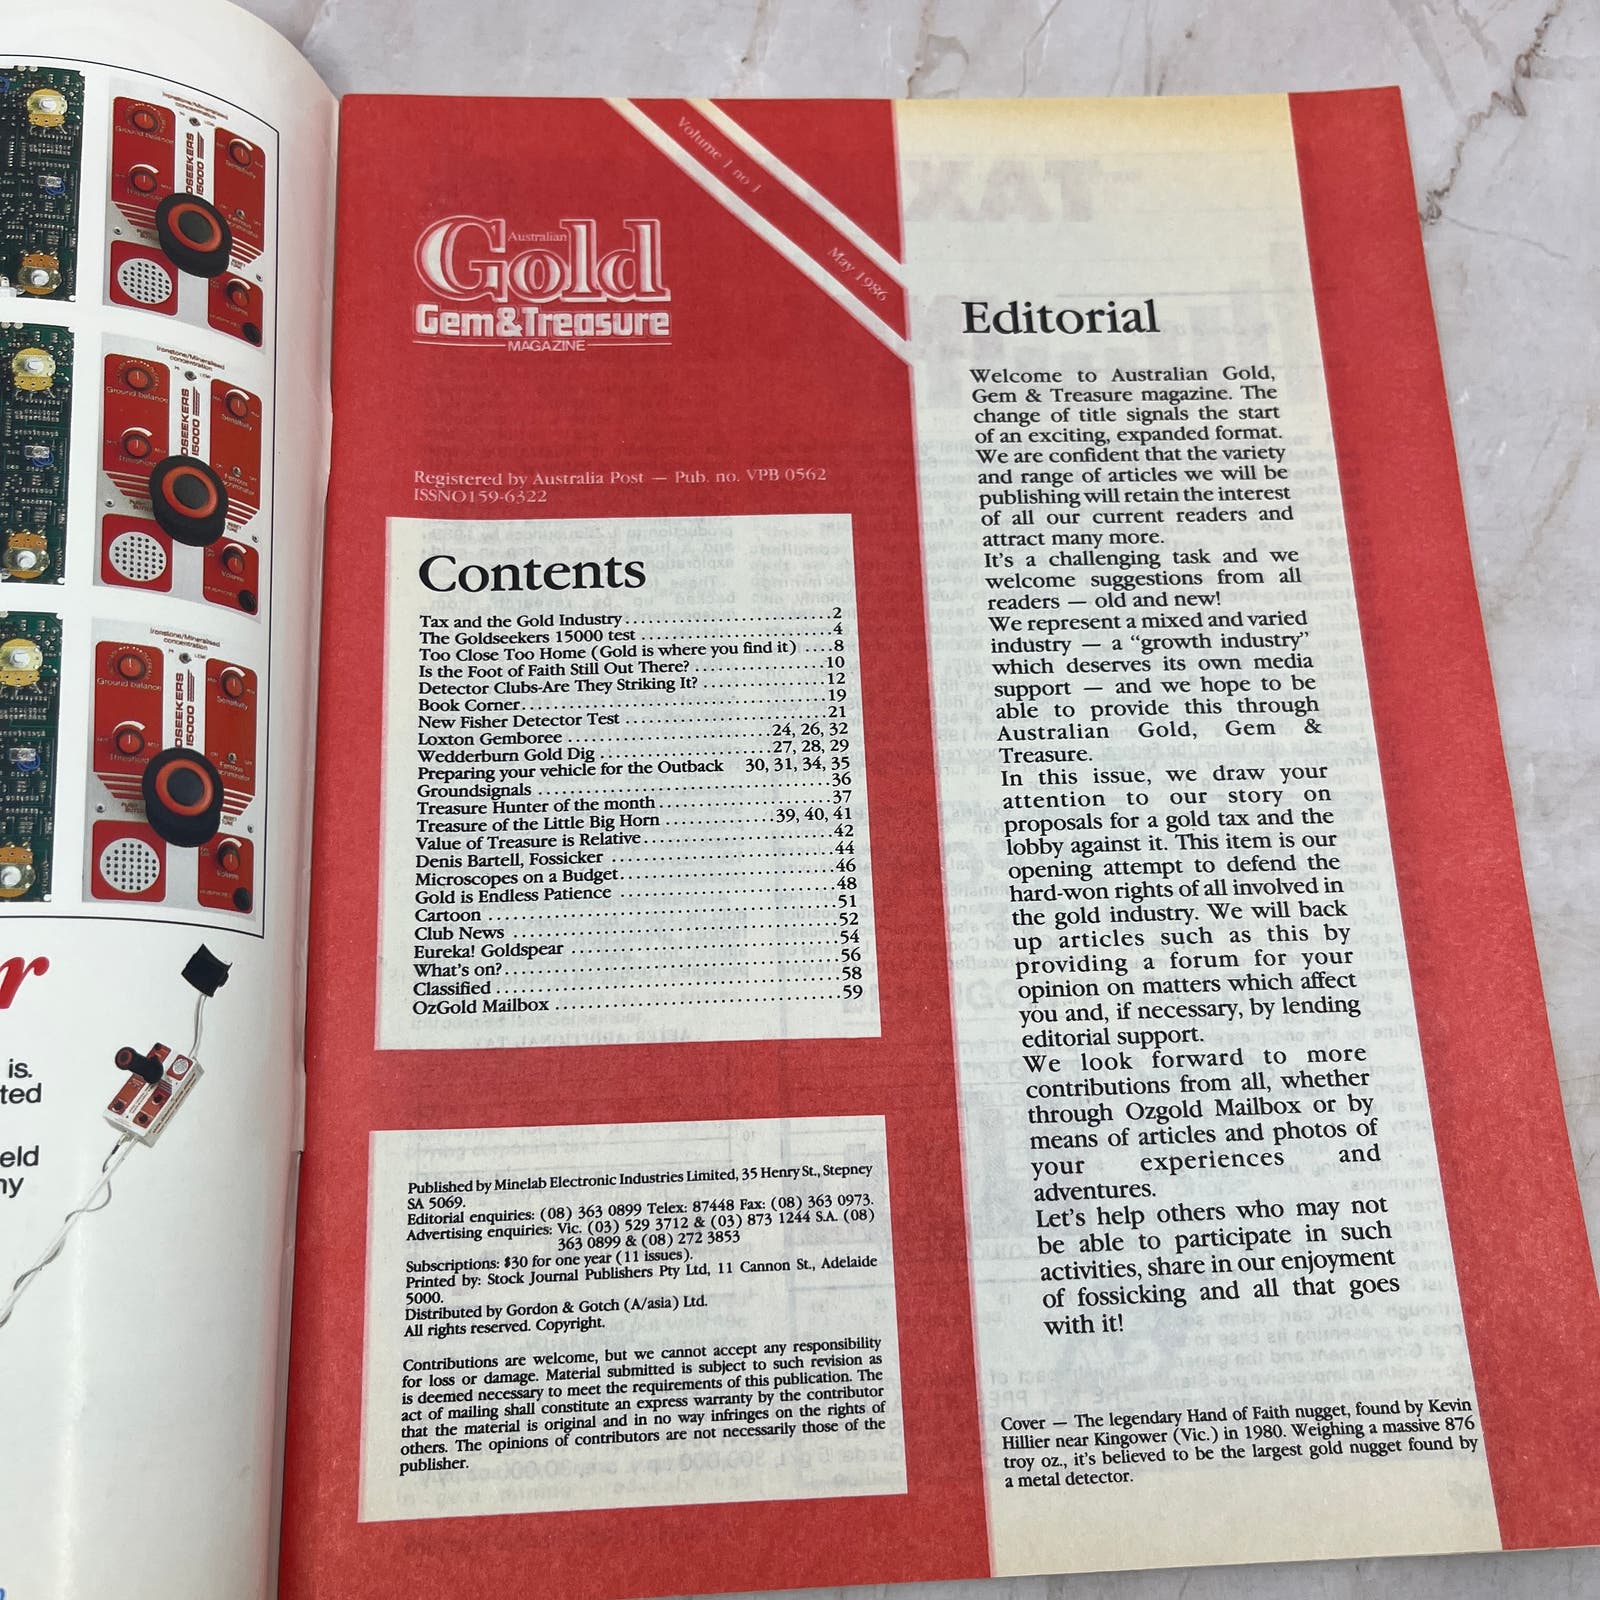 Ironstone/Mineralised
concentration
Ground balance
Sensitivity
Threshold
15000
Volume
Ironstone/Mineralised
concentration
Ground balance
Sensitivity
Threshold
15000
Volume
Ironstone/Mineralised
concentration
Ground balance
Sensitivity
Threshold
15000
Volume
r
is.
ted
eld
ny
Volume 1 no 1
May 1986
Australian
Gold
Gem&Treasure
MAGAZINE
Registered by Australia Post — Pub. no. VPB 0562
ISSNO159-6322
Contents
Tax and the Gold Industry.........................2
The Goldseekers 15000 test ........................4
Too Close Too Home (Gold is where you find it) ....8
Is the Foot of Faith Still Out There? ................10
Detector Clubs-Are They Striking It? ...............12
Book Corner......................................19
New Fisher Detector Test .........................21
Loxton Gemboree .........................24, 26, 32
Wedderburn Gold Dig .....................27, 28, 29
Preparing your vehicle for the Outback 30, 31, 34, 35
Groundsignals ....................................36
Treasure Hunter of the month.....................37
Treasure of the Little Big Horn .............39, 40, 41
Value of Treasure is Relative.......................42
Denis Bartell, Fossicker ...........................44
Microscopes on a Budget..........................46
Gold is Endless Patience ..........................48
Cartoon ..........................................51
Club News .......................................52
Eureka! Goldspear ................................54
What's on?........................................56
Classified .........................................58
OzGold Mailbox ..................................59
Published by Minelab Electronic Industries Limited, 35 Henry St., Stepney
SA 5069.
Editorial enquiries: (08) 363 0899 Telex: 87448 Fax: (08) 363 0973.
Advertising enquiries: Vic. (03) 529 3712 & (03) 873 1244 S.A. (08)
363 0899 & (08) 272 3853
Subscriptions: $30 for one year (11 issues).
Printed by: Stock Journal Publishers Pty Ltd, 11 Cannon St., Adelaide
5000.
Distributed by Gordon & Gotch (A/asia) Ltd.
All rights reserved. Copyright.
Contributions are welcome, but we cannot accept any responsibility
for loss or damage. Material submitted is subject to such revision as
is deemed necessary to meet the requirements of this publication. The
act of mailing shall constitute an express warranty by the contributor
that the material is original and in no way infringes on the rights of
others. The opinions of contributors are not necessarily those of the
publisher.
Editorial
Welcome to Australian Gold,
Gem & Treasure magazine. The
change of title signals the start
of an exciting, expanded format.
We are confident that the variety
and range of articles we will be
publishing will retain the interest
of all our current readers and
attract many more.
It's a challenging task and we
welcome suggestions from all
readers — old and new!
We represent a mixed and varied
industry — a "growth industry"
which deserves its own media
support — and we hope to be
able to provide this through
Australian Gold, Gem &
Treasure.
In this issue, we draw your
attention to our story on
proposals for a gold tax and the
lobby against it. This item is our
opening attempt to defend the
hard-won rights of all involved in
the gold industry. We will back
up articles such as this by
providing a forum for your
opinion on matters which affect
you and, if necessary, by lending
editorial support.
We look forward to more
contributions from all, whether
through Ozgold Mailbox or by
means of articles and photos of
your experiences and
adventures.
Let's help others who may not
be able to participate in such
activities, share in our enjoyment
of fossicking and all that goes
with it!
Cover — The legendary Hand of Faith nugget, found by Kevin
Hillier near Kingower (Vic.) in 1980. Weighing a massive 876
troy oz., it's believed to be the largest gold nugget found by
a metal detector.